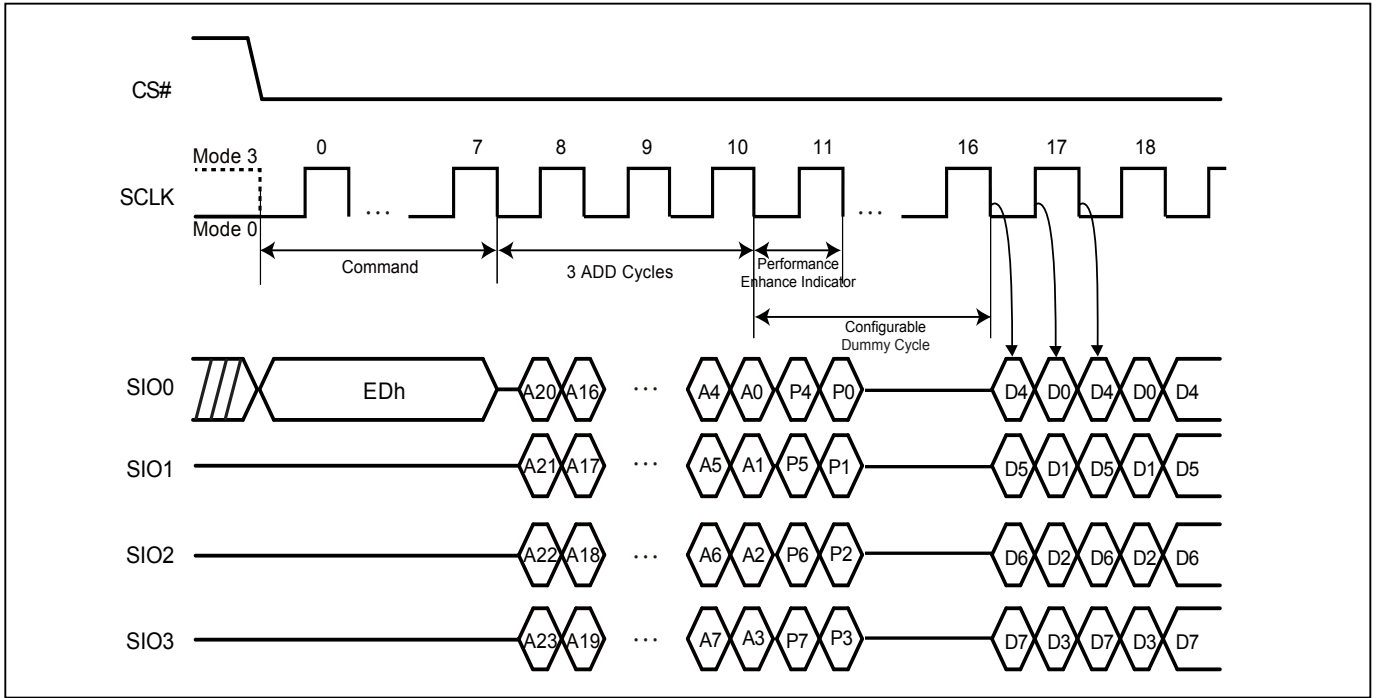 CS#
0 7 8 9 10 11 16 17 18
Mode 3
SCLK
...
...
Mode 0
Command
3 ADD Cycles
Performance
Enhance Indicator
Configurable
Dummy Cycle
SIO0 EDh A20 A16 ... A4 A0 P4 P0 D4 D0 D4 D0 D4
SIO1 A21 A17 ... A5 A1 P5 P1 D5 D1 D5 D1 D5
SIO2 A22 A18 ... A6 A2 P6 P2 D6 D2 D6 D2 D6
SIO3 A23 A19 ... A7 A3 P7 P3 D7 D3 D7 D3 D7